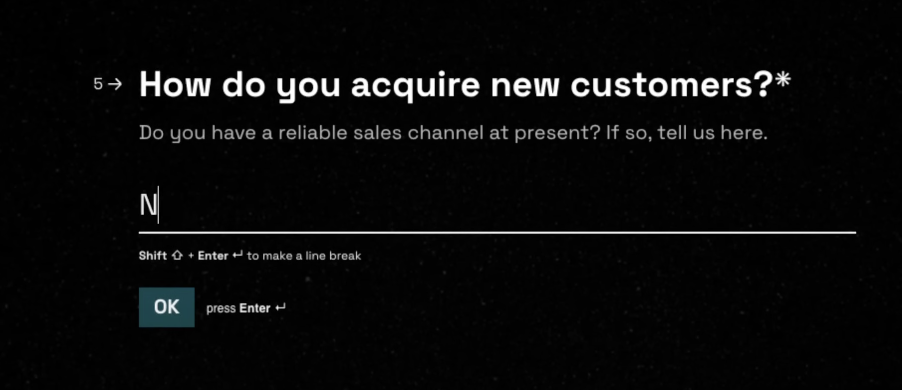 5→ How do you acquire new customers?*
Do you have a reliable sales channel at present? If so, tell us here.
N
Shift ⇧ + Enter ↵ to make a line break
OK press Enter ↵